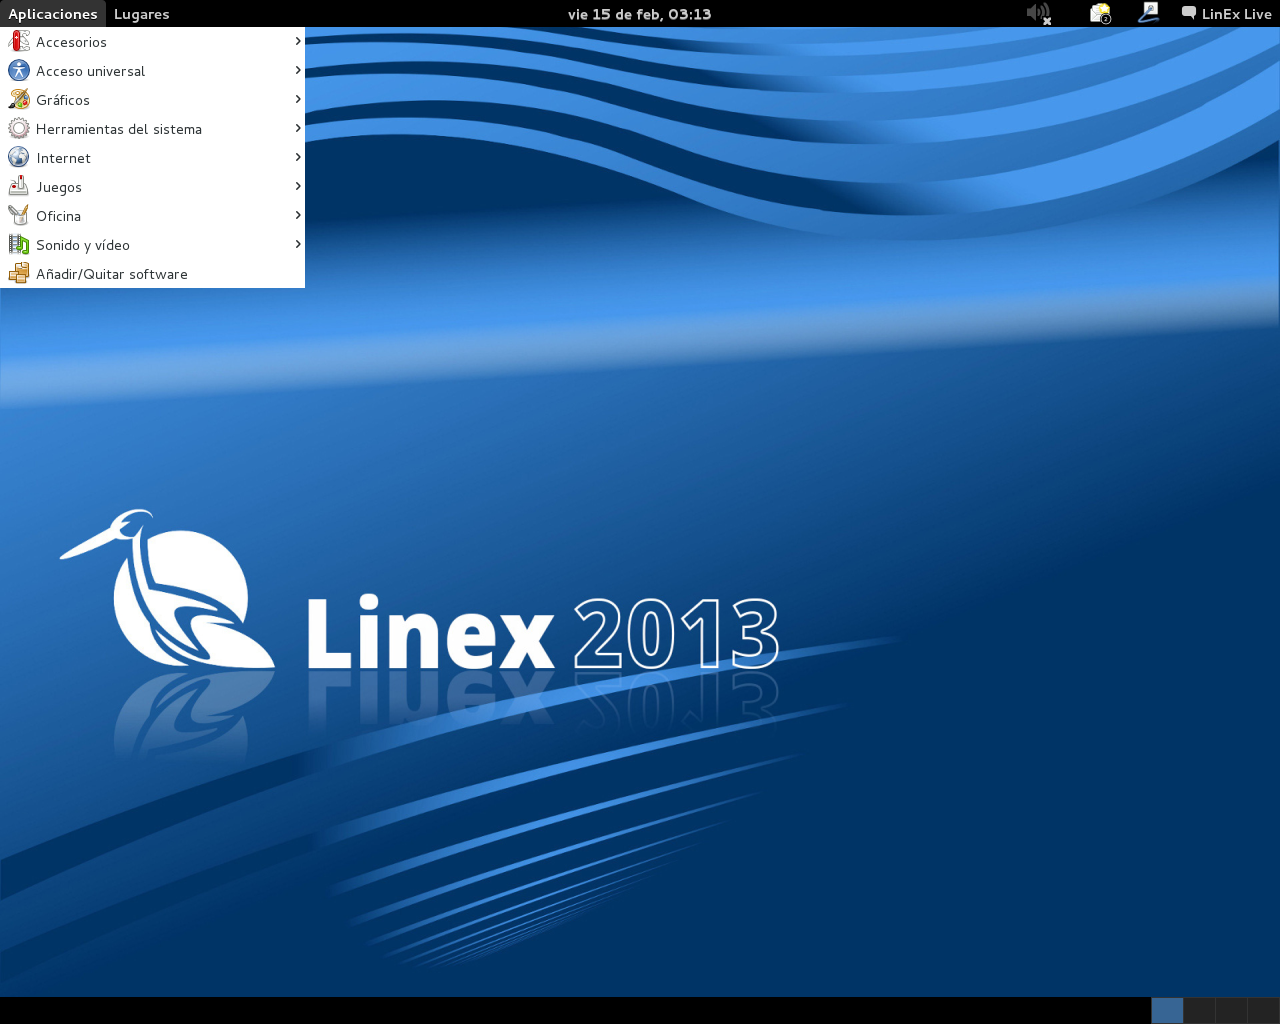 Aplicaciones Lugares vie 15 de feb, 03:13 LinEx Live
Accesorios
Acceso universal
Gráficos
Herramientas del sistema
Internet
Juegos
Oficina
Sonido y vídeo
Añadir/Quitar software
Linex 2013